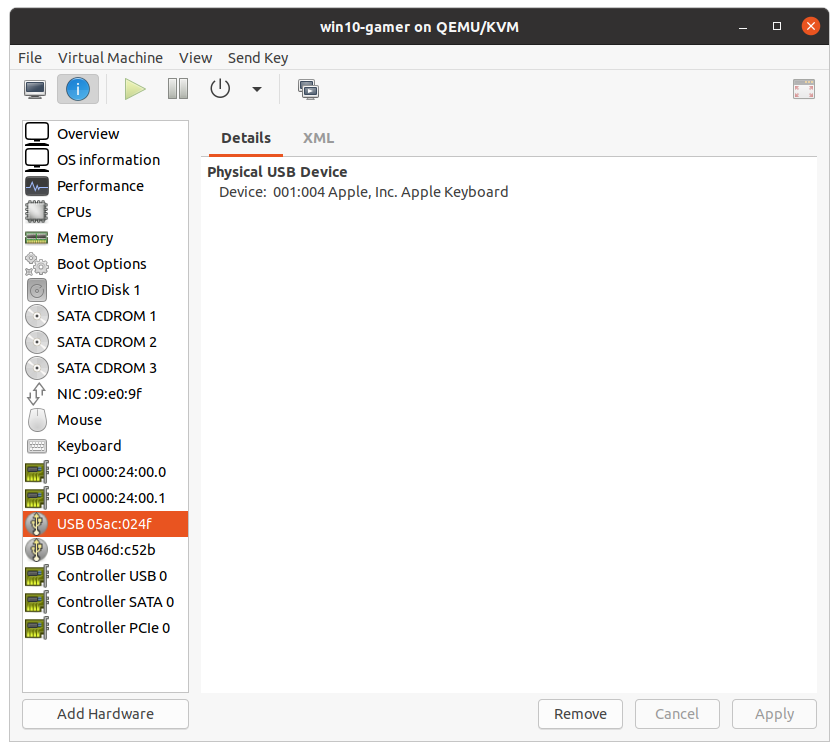 win10-gamer on QEMU/KVM
File Virtual Machine View Send Key
Overview
OS information
Performance
CPUs
Memory
Boot Options
VirtIO Disk 1
SATA CDROM 1
SATA CDROM 2
SATA CDROM 3
NIC :09:e0:9f
Mouse
Keyboard
PCI 0000:24:00.0
PCI 0000:24:00.1
USB 05ac:024f
USB 046d:c52b
Controller USB 0
Controller SATA 0
Controller PCIe 0
Add Hardware
Details XML
Physical USB Device
Device: 001:004 Apple, Inc. Apple Keyboard
Remove Cancel Apply